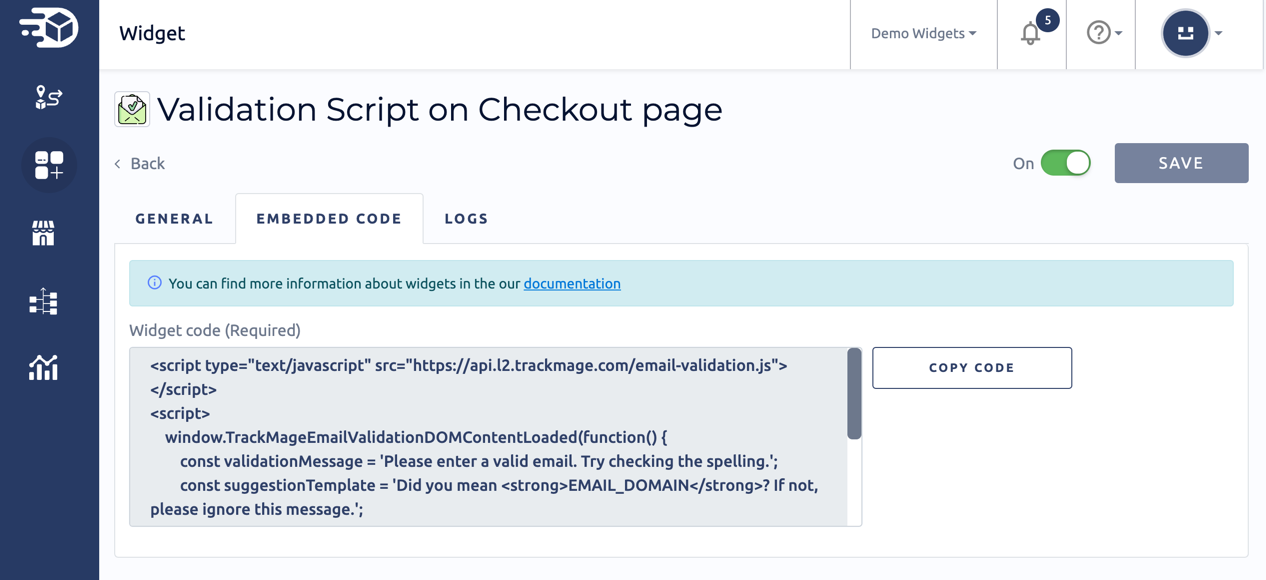 Widget
Demo Widgets
5
Validation Script on Checkout page
Back
On
SAVE
GENERAL
EMBEDDED CODE
LOGS
You can find more information about widgets in the our documentation
Widget code (Required)
<script type="text/javascript" src="https://api.l2.trackmage.com/email-validation.js">
</script>
<script>
window.TrackMageEmailValidationDOMContentLoaded(function() {
const validationMessage = 'Please enter a valid email. Try checking the spelling.';
const suggestionTemplate = 'Did you mean <strong>EMAIL_DOMAIN</strong>? If not,
please ignore this message.';
COPY CODE